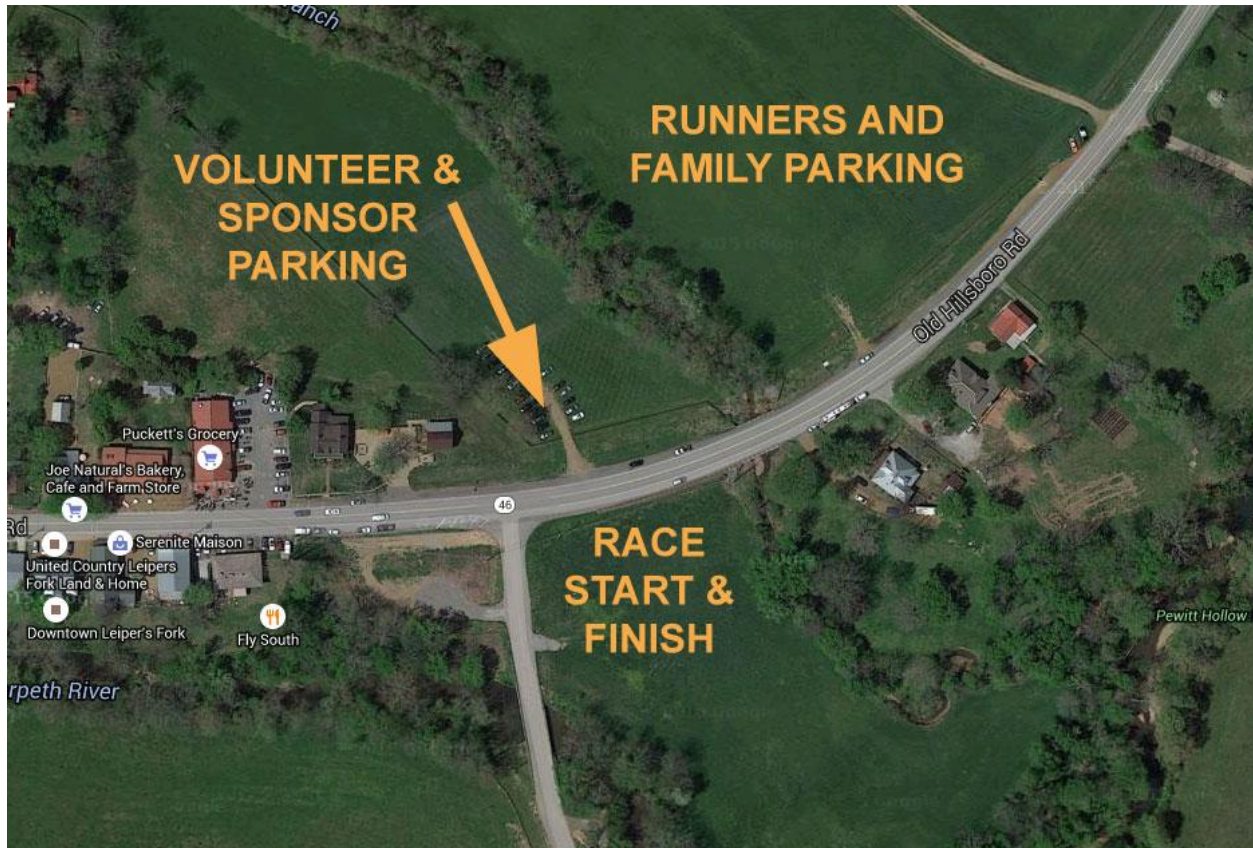 anch
RUNNERS AND
FAMILY PARKING
VOLUNTEER &
SPONSOR
PARKING
Old Hillsboro Rd
Puckett's Grocery
Joe Natural's Bakery,
Cafe and Farm Store
46
Rd
Serenite Maison
United Country Leipers
Fork Land & Home
RACE
START &
FINISH
Downtown Leiper's Fork
Fly South
Pewitt Hollow
rpeth River